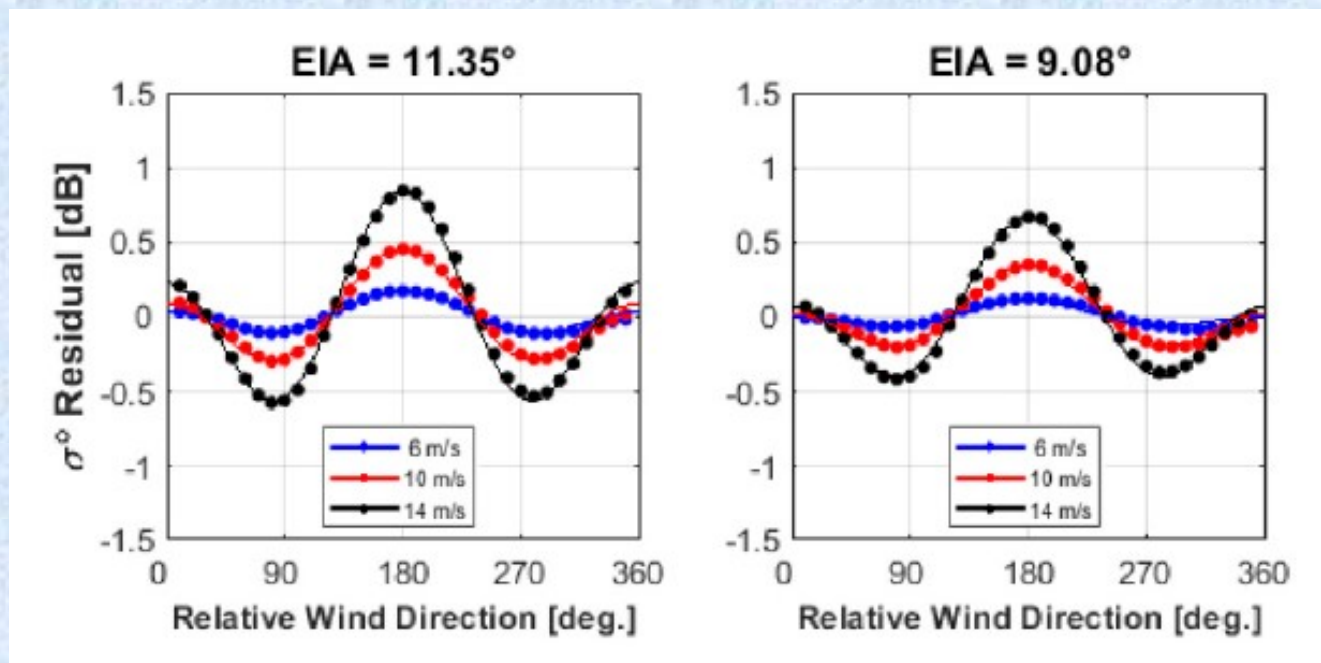 EIA = 11.35°
1.5
1
0.5
0
-0.5
-1
-1.5
σ° Residual [dB]
6 m/s
10 m/s
14 m/s
0 90 180 270 360
Relative Wind Direction [deg.]
EIA = 9.08°
1.5
1
0.5
0
-0.5
-1
-1.5
6 m/s
10 m/s
14 m/s
0 90 180 270 360
Relative Wind Direction [deg.]